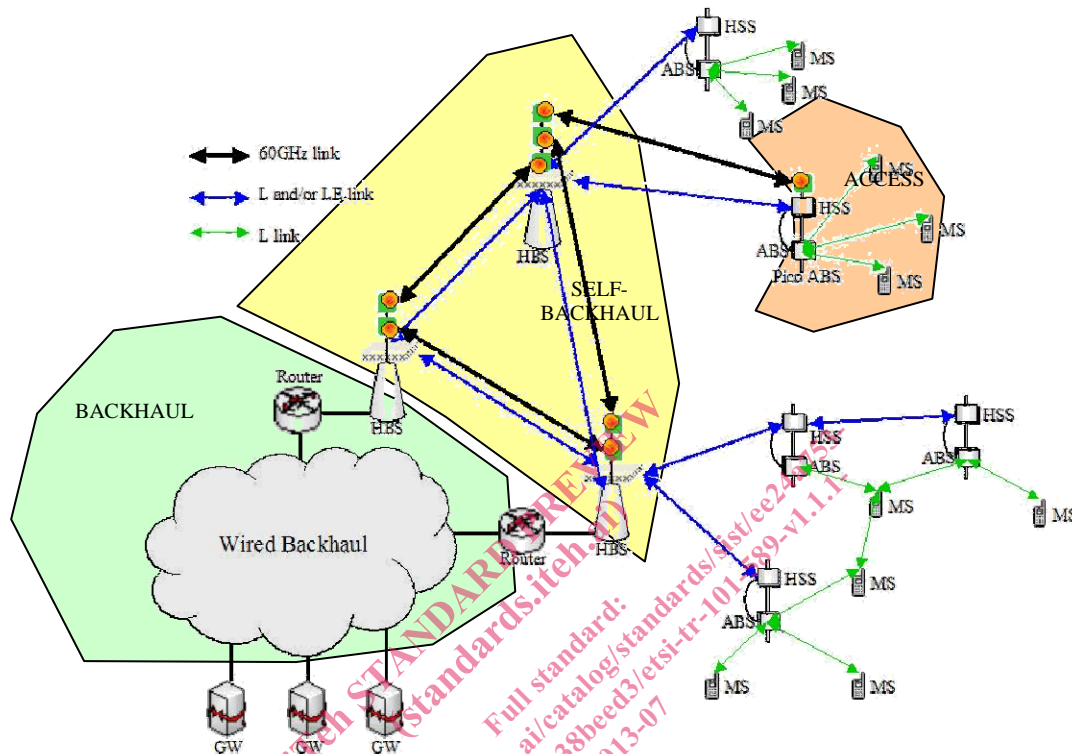 HSS
ABS
MS
MS
MS
60GHz link
L and/or LE link
L link
MS
ACCESS
HSS
MS
ABS
Pico ABS
MS
HBS
SELF-
BACKHAUL
Router
BACKHAUL
HBS
HSS
HSS
ABS
ABS
MS
MS
Wired Backhaul
Router
HBS
HSS
MS
ABS
MS
MS
GW
GW
GW
iTeh STANDARD PREVIEW
(standards.iteh.ai)
Full standard: